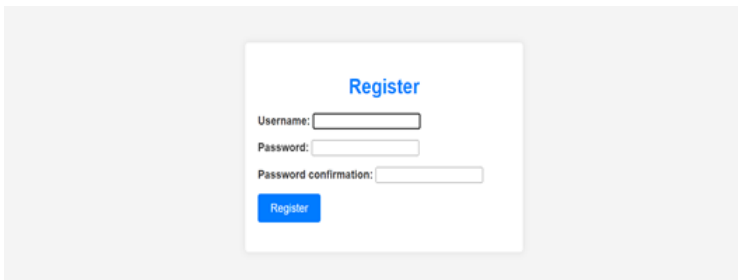 Register
Username:
Password:
Password confirmation:
Register